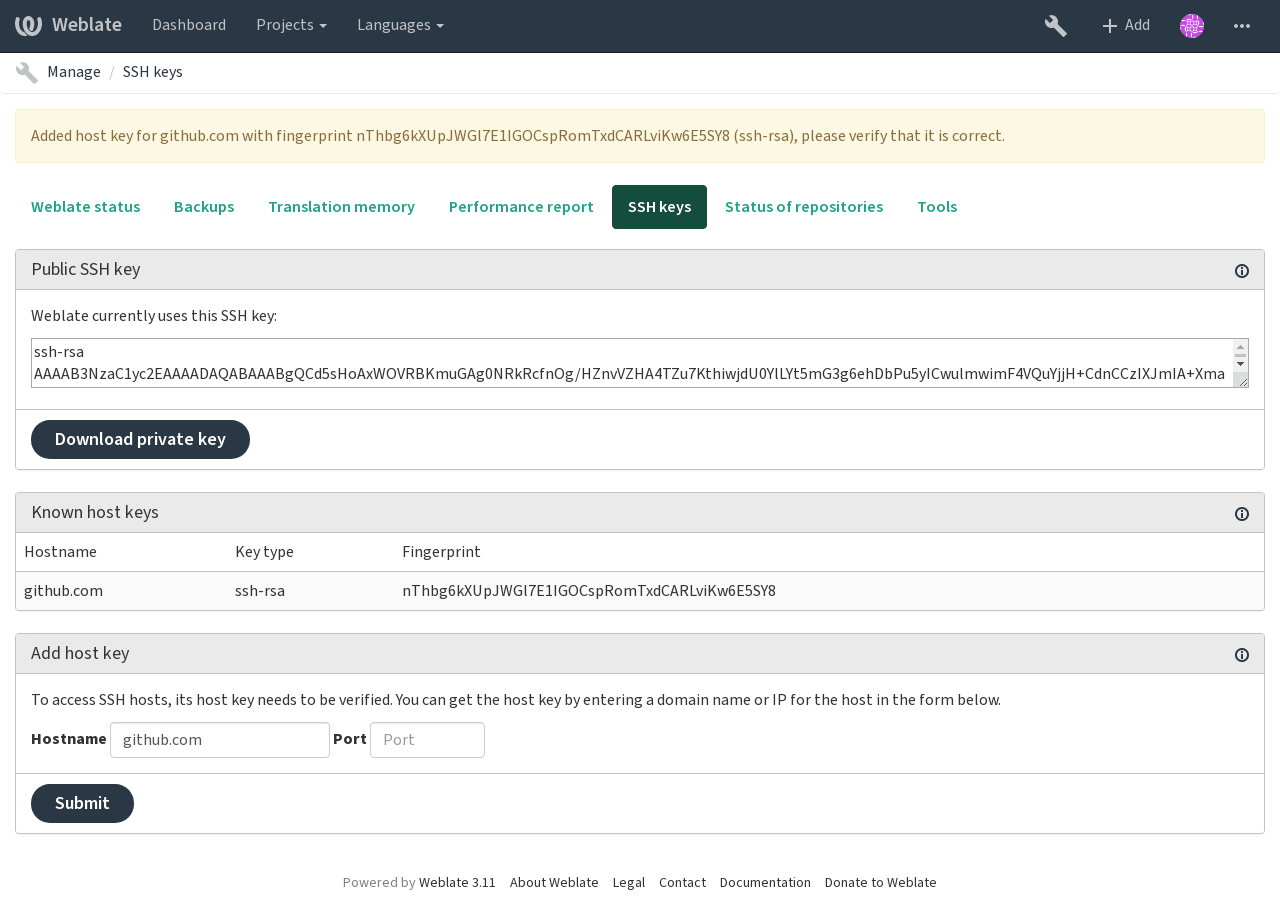 Weblate Dashboard Projects Languages Add
Manage / SSH keys
Added host key for github.com with fingerprint nThbg6kXUpJWGl7E1IGOCspRomTxdCARLviKw6E5SY8 (ssh-rsa), please verify that it is correct.
Weblate status Backups Translation memory Performance report SSH keys Status of repositories Tools
Public SSH key
Weblate currently uses this SSH key:
ssh-rsa
AAAAB3NzaC1yc2EAAAADAQABAAABgQCd5sHoAxWOVRBKmuGAg0NRkRcfnOg/HZnvVZHA4TZu7KthiwjdU0YlLYt5mG3g6ehDbPu5yICwulmwimF4VQuYjjH+CdnCCzIXJmIA+Xma
Download private key
Known host keys
Hostname Key type Fingerprint
github.com ssh-rsa nThbg6kXUpJWGl7E1IGOCspRomTxdCARLviKw6E5SY8
Add host key
To access SSH hosts, its host key needs to be verified. You can get the host key by entering a domain name or IP for the host in the form below.
Hostname github.com Port Port
Submit
Powered by Weblate 3.11 About Weblate Legal Contact Documentation Donate to Weblate